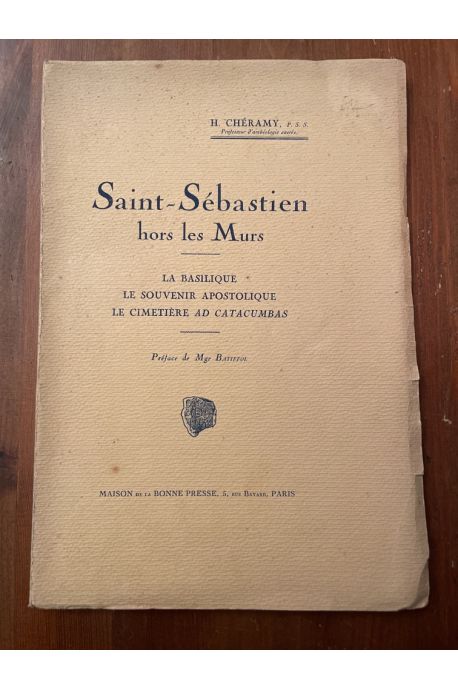 H. CHÉRAMY, P. S. S.
Professeur d'archéologie sacrée.
Saint-Sébastien
hors les Murs
LA BASILIQUE
LE SOUVENIR APOSTOLIQUE
LE CIMETIÈRE AD CATACUMBAS
Préface de Mgr BATIFFOL
MAISON DE LA BONNE PRESSE, 5, RUE BAYARD, PARIS